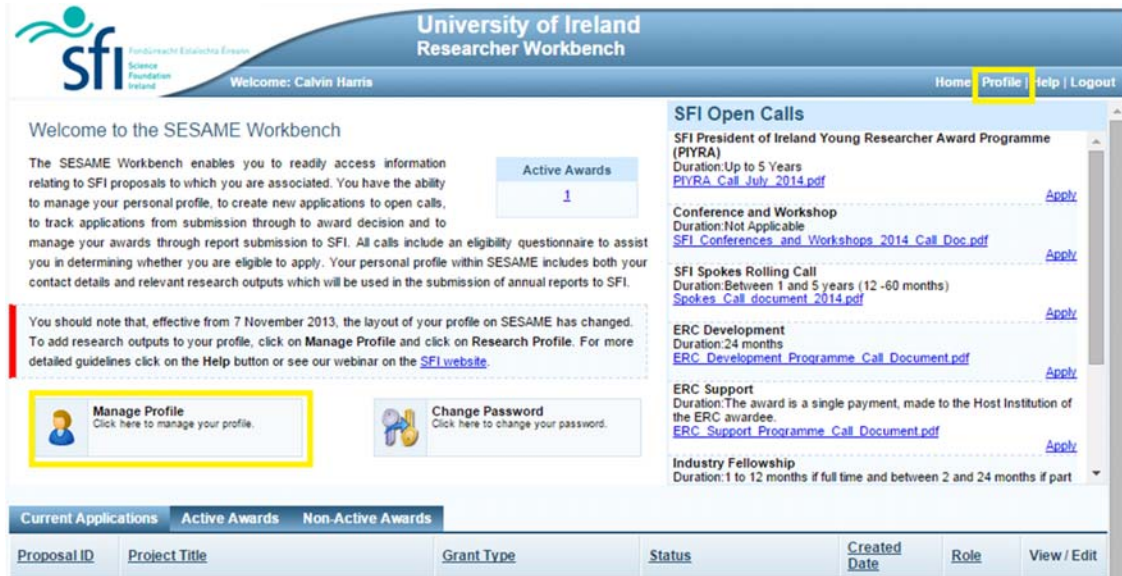 University of Ireland
Researcher Workbench
sfi
Fondúireacht Eolaíochta Éireann
Science
Foundation
Ireland
Welcome: Calvin Harris
Home | Profile | Help | Logout
Welcome to the SESAME Workbench
The SESAME Workbench enables you to readily access information
relating to SFI proposals to which you are associated. You have the ability
to manage your personal profile, to create new applications to open calls,
to track applications from submission through to award decision and to
manage your awards through report submission to SFI. All calls include an eligibility questionnaire to assist
you in determining whether you are eligible to apply. Your personal profile within SESAME includes both your
contact details and relevant research outputs which will be used in the submission of annual reports to SFI.
Active Awards
1
You should note that, effective from 7 November 2013, the layout of your profile on SESAME has changed.
To add research outputs to your profile, click on Manage Profile and click on Research Profile. For more
detailed guidelines click on the Help button or see our webinar on the SFI website.
Manage Profile
Click here to manage your profile.
Change Password
Click here to change your password.
SFI Open Calls
SFI President of Ireland Young Researcher Award Programme
(PIYRA)
Duration:Up to 5 Years
PIYRA_Call_July_2014.pdf
Apply
Conference and Workshop
Duration:Not Applicable
SFI_Conferences_and_Workshops_2014_Call_Doc.pdf
Apply
SFI Spokes Rolling Call
Duration:Between 1 and 5 years (12 -60 months)
Spokes_Call_document_2014.pdf
Apply
ERC Development
Duration:24 months
ERC_Development_Programme_Call_Document.pdf
Apply
ERC Support
Duration:The award is a single payment, made to the Host Institution of
the ERC awardee.
ERC_Support_Programme_Call_Document.pdf
Apply
Industry Fellowship
Duration:1 to 12 months if full time and between 2 and 24 months if part
Current Applications Active Awards Non-Active Awards
Proposal ID Project Title Grant Type Status Created Date Role View / Edit